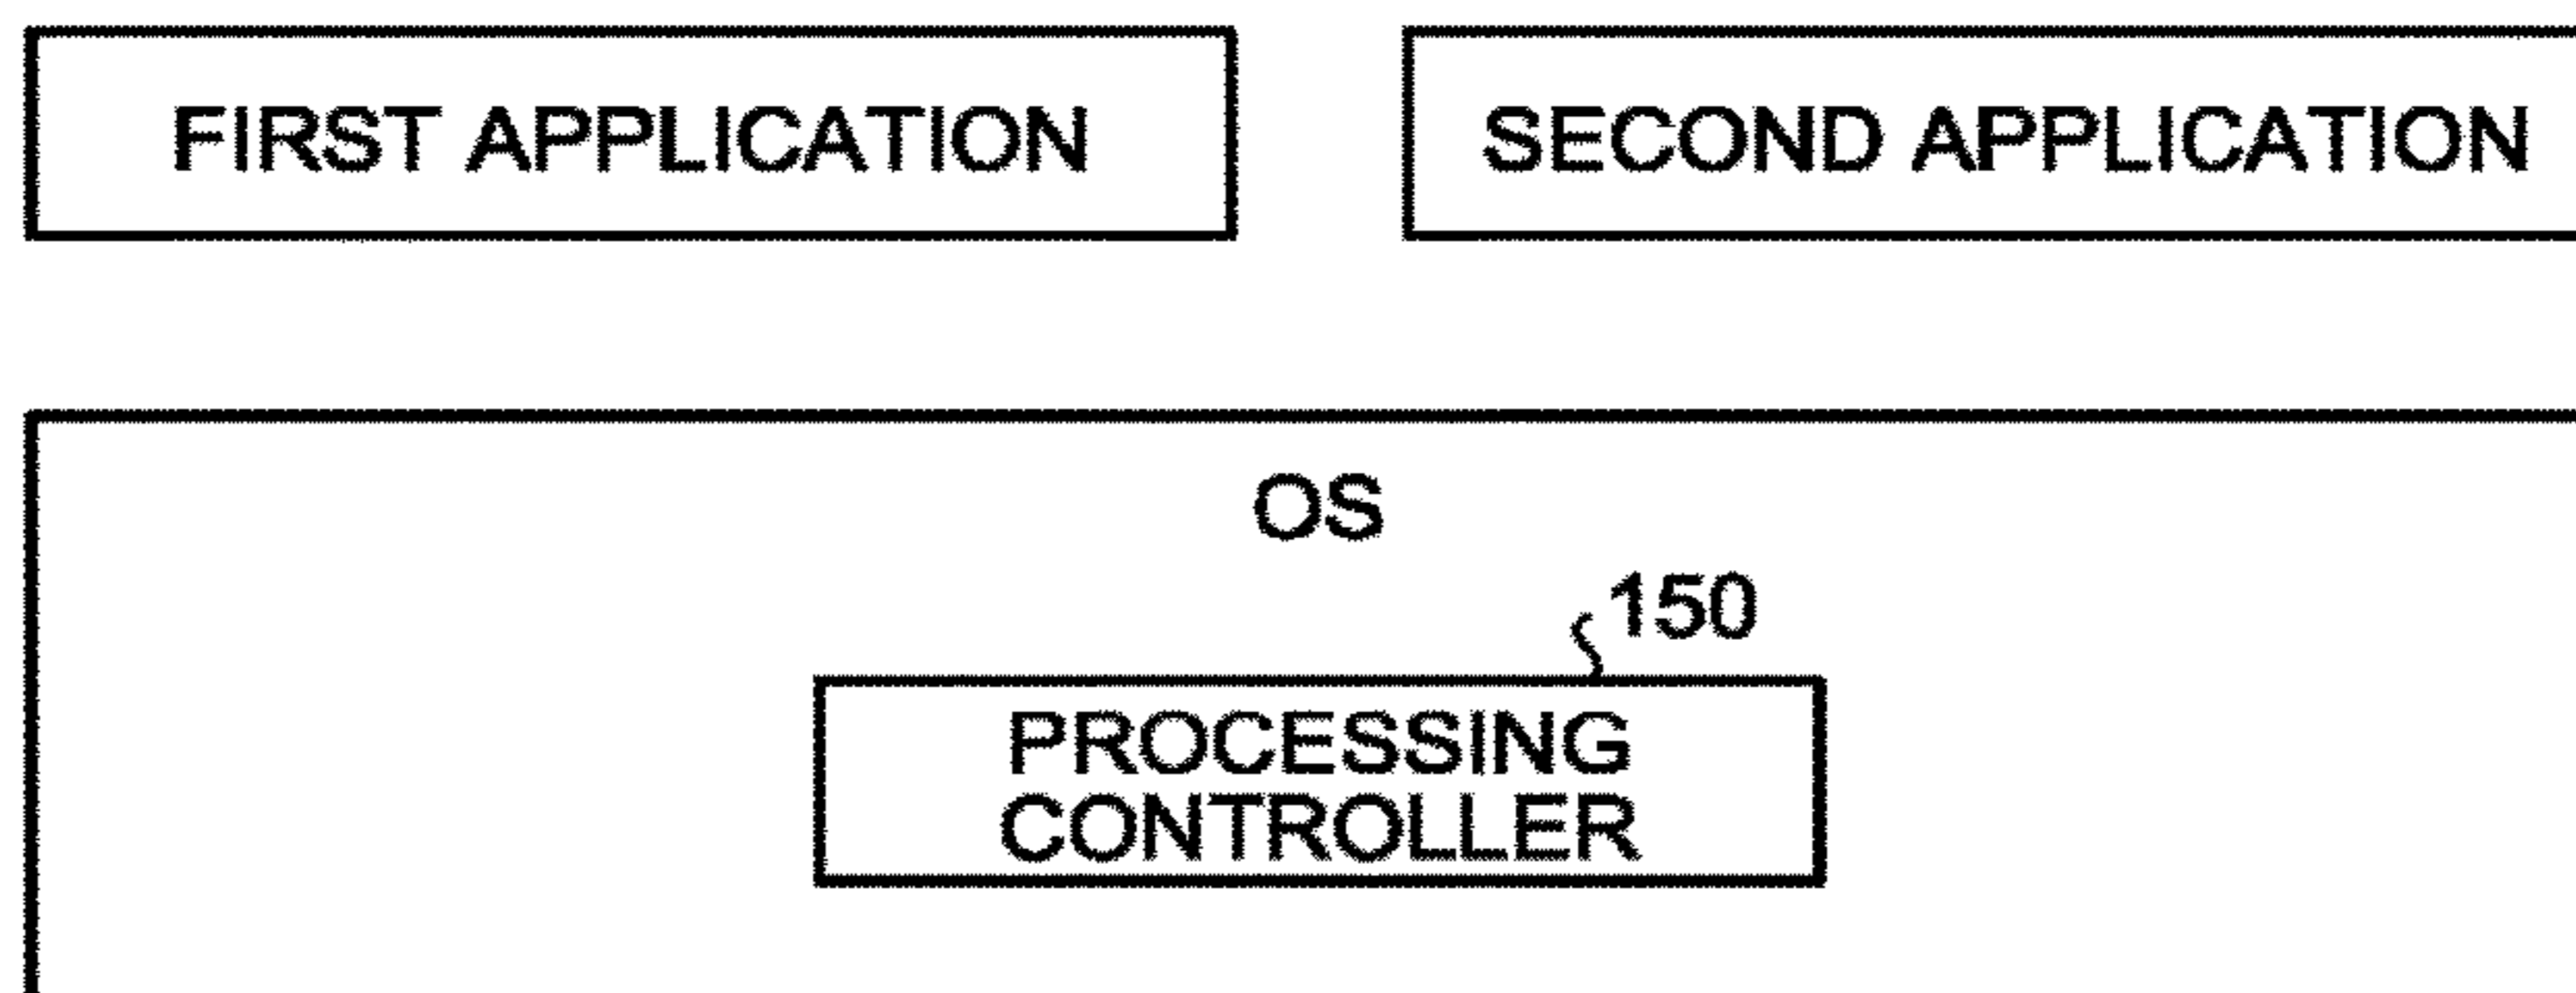 FIRST APPLICATION
SECOND APPLICATION
OS
150
PROCESSING
CONTROLLER